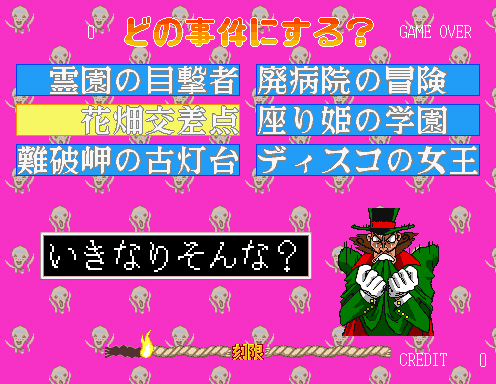 0 どの事件にする? GAME OVER
霊園の目撃者 廃病院の冒険
花畑交差点 座り姫の学園
難破岬の古灯台 ディスコの女王
いきなりそんな?
刻限
CREDIT 0